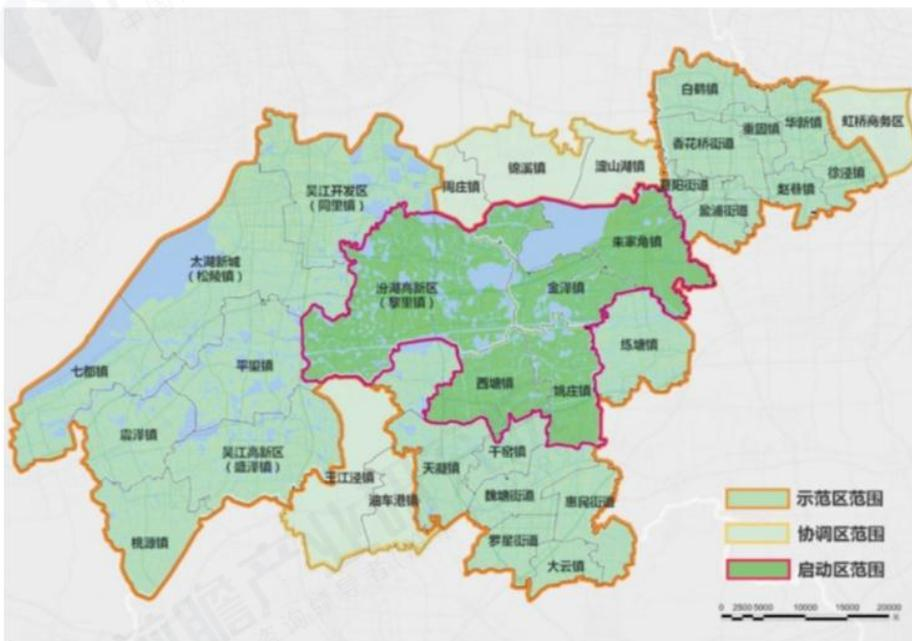 白鹤镇
重固镇
华新镇
虹桥商务区
香花桥街道
徐泾镇
夏阳街道
赵巷镇
盈浦街道
周庄镇
锦溪镇
淀山湖镇
吴江开发区
（同里镇）
朱家角镇
太湖新城
（松陵镇）
汾湖高新区
（黎里镇）
金泽镇
练塘镇
七都镇
平望镇
西塘镇
姚庄镇
震泽镇
吴江高新区
（盛泽镇）
干窑镇
天凝镇
王江泾镇
油车港镇
魏塘街道
惠民街道
桃源镇
罗星街道
大云镇
示范区范围
协调区范围
启动区范围
0 2500 5000 10000 15000 20000